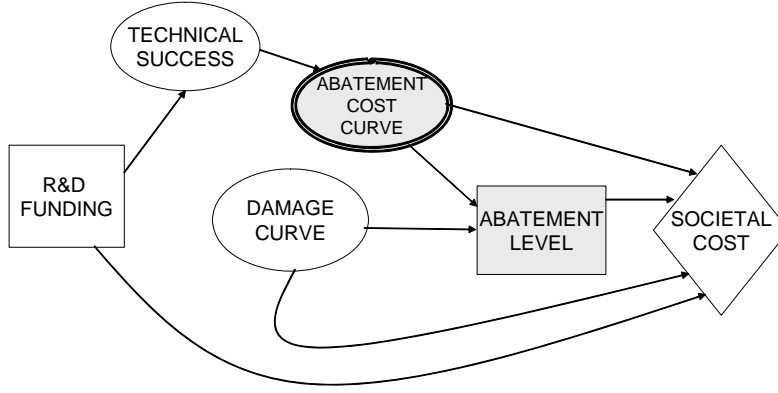 TECHNICAL
SUCCESS
ABATEMENT
COST
CURVE
R&D
FUNDING
DAMAGE
CURVE
ABATEMENT
LEVEL
SOCIETAL
COST